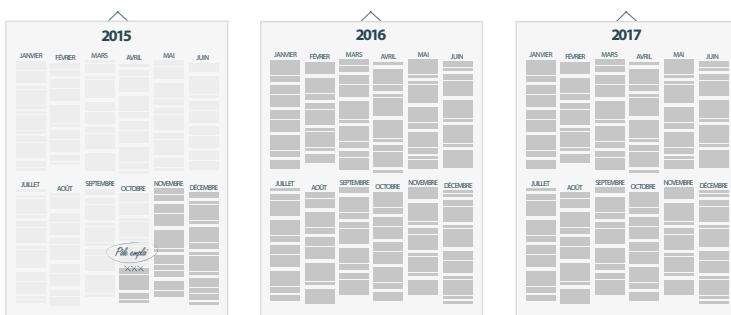 2015
JANVIER FÉVRIER MARS AVRIL MAI JUIN
JUILLET AOÛT SEPTEMBRE OCTOBRE NOVEMBRE DÉCEMBRE
Pôle emploi
XXX
2016
JANVIER FÉVRIER MARS AVRIL MAI JUIN
JUILLET AOÛT SEPTEMBRE OCTOBRE NOVEMBRE DÉCEMBRE
2017
JANVIER FÉVRIER MARS AVRIL MAI JUIN
JUILLET AOÛT SEPTEMBRE OCTOBRE NOVEMBRE DÉCEMBRE